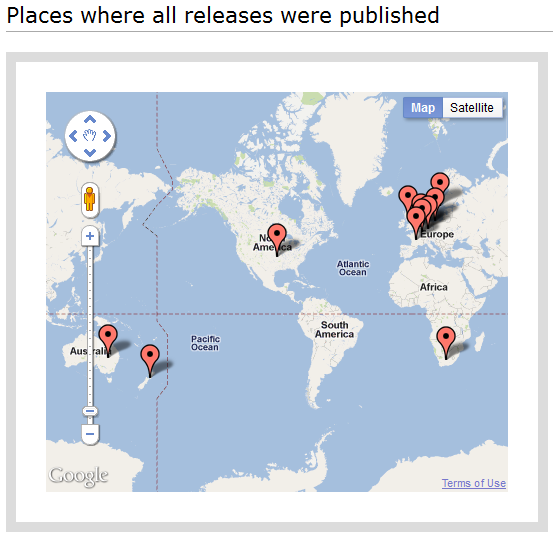 Places where all releases were published
Map
Satellite
North
America
Europe
Atlantic
Ocean
Africa
South
America
Pacific
Ocean
Australia
Google
Terms of Use